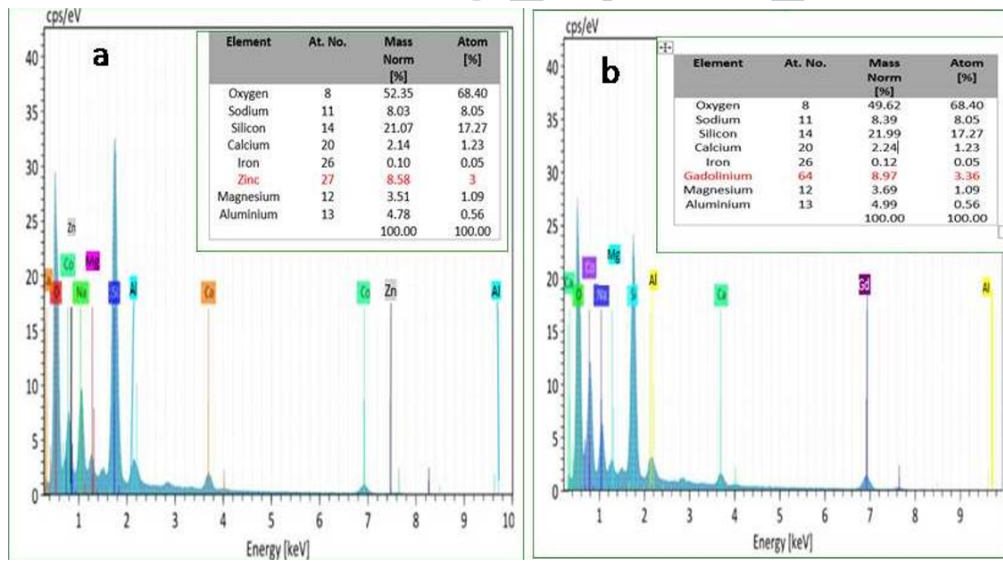 cps/eV
a
Element At. No. Mass Norm [%] Atom [%]
Oxygen 8 52.35 68.40
Sodium 11 8.03 8.05
Silicon 14 21.07 17.27
Calcium 20 2.14 1.23
Iron 26 0.10 0.05
Zinc 27 8.58 3
Magnesium 12 3.51 1.09
Aluminium 13 4.78 0.56
100.00 100.00
40
35
30
25
20
15
10
5
0
Zn
Co Mg
O Na Si Al Ca Co Zn Al
1 2 3 4 5 6 7 8 9 10
Energy [keV]
cps/eV
b
Element At. No. Mass Norm [%] Atom [%]
Oxygen 8 49.62 68.40
Sodium 11 8.39 8.05
Silicon 14 21.99 17.27
Calcium 20 2.24 1.23
Iron 26 0.12 0.05
Gadolinium 64 8.97 3.36
Magnesium 12 3.69 1.09
Aluminium 13 4.99 0.56
100.00 100.00
40
35
30
25
20
15
10
5
0
Mg
Ca Co Al Gd Al
O Na Si Ca
1 2 3 4 5 6 7 8 9
Energy [keV]